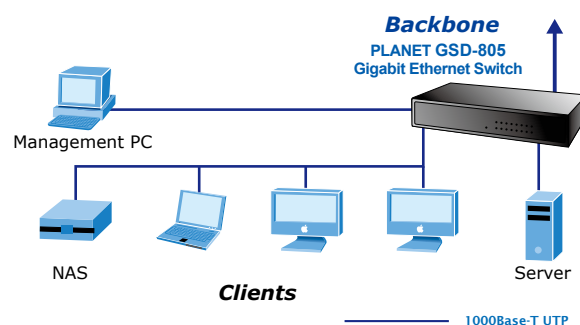 Backbone
PLANET GSD-805
Gigabit Ethernet Switch
Management PC
NAS
Server
Clients
1000Base-T UTP